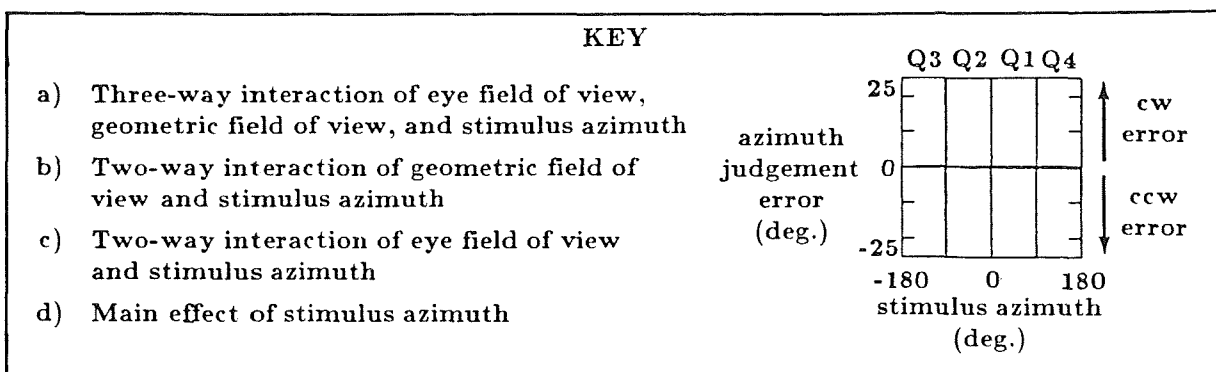 KEY
a) Three-way interaction of eye field of view,
geometric field of view, and stimulus azimuth
b) Two-way interaction of geometric field of
view and stimulus azimuth
c) Two-way interaction of eye field of view
and stimulus azimuth
d) Main effect of stimulus azimuth
Q3 Q2 Q1 Q4
25
azimuth
judgement
error
(deg.)
0
-25
cw
error
ccw
error
-180 0 180
stimulus azimuth
(deg.)